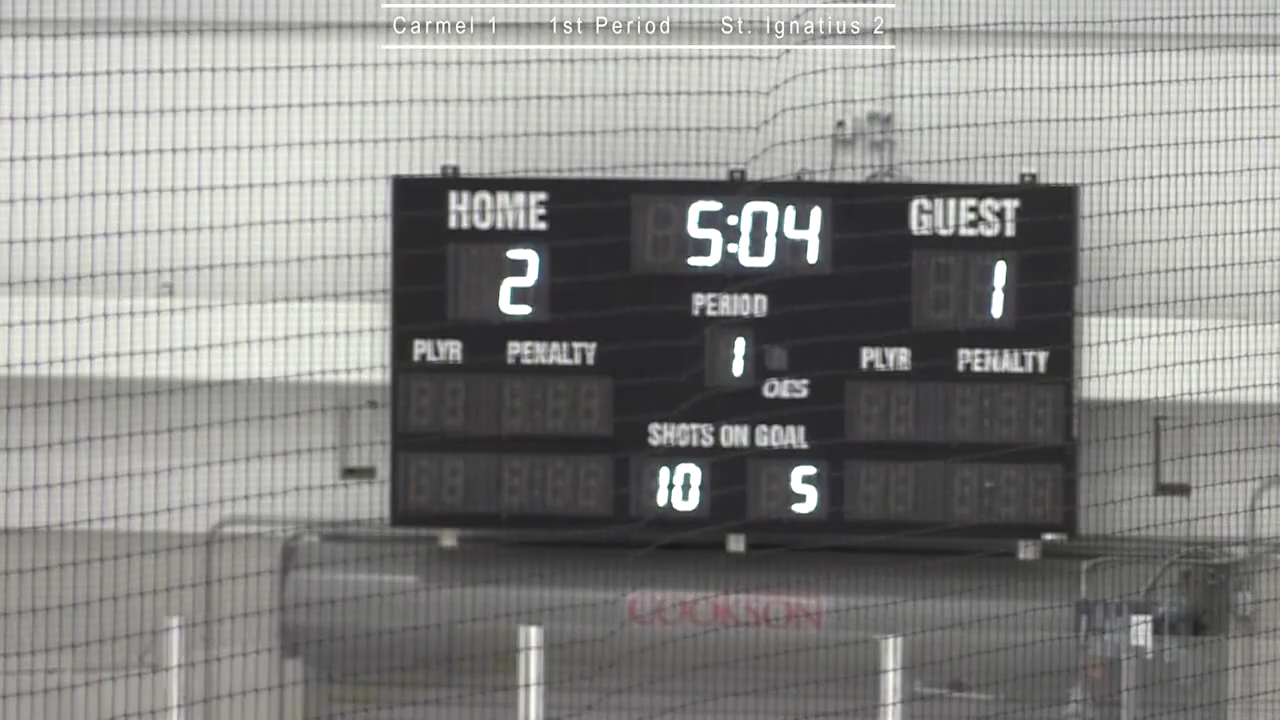 Carmel 1 1st Period St. Ignatius 2
HOME 5:04 GUEST
2 1
PERIOD
1
PLYR PENALTY PLYR PENALTY
OES
SHOTS ON GOAL
10 5
COOKSON